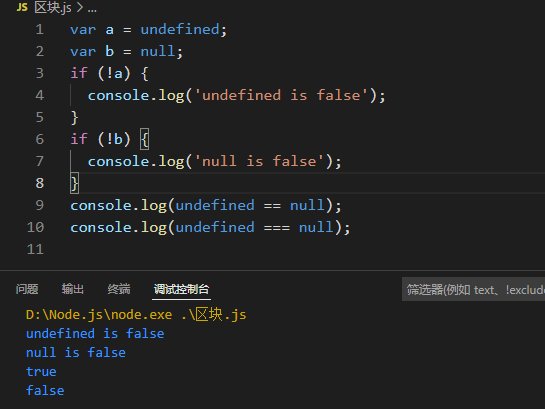 JS 区块.js > ...
1 var a = undefined;
2 var b = null;
3 if (!a) {
4 console.log('undefined is false');
5 }
6 if (!b) {
7 console.log('null is false');
8 }
9 console.log(undefined == null);
10 console.log(undefined === null);
11
问题 输出 终端 调试控制台 筛选器(例如 text、!exclude
D:\Node.js\node.exe .\区块.js
undefined is false
null is false
true
false